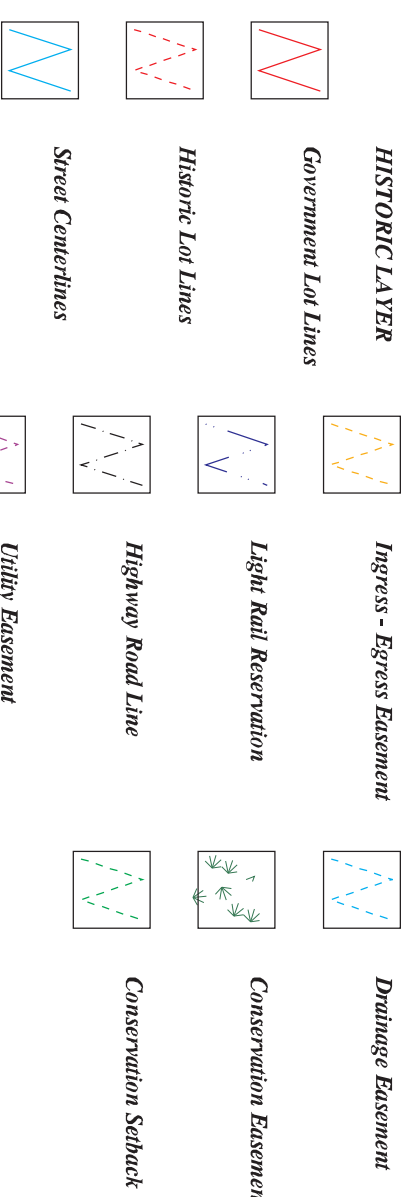 HISTORIC LAYER
Government Lot Lines
Historic Lot Lines
Street Centerlines
Ingress - Egress Easement
Light Rail Reservation
Highway Road Line
Utility Easement
Drainage Easement
Conservation Easemen
Conservation Setback